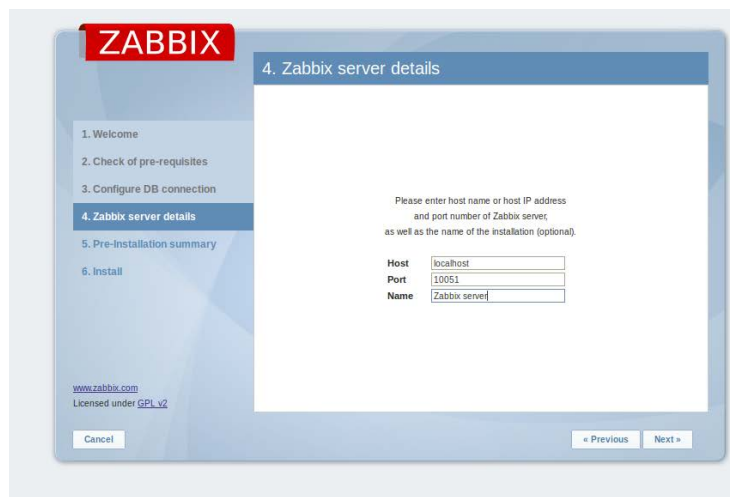 ZABBIX
4. Zabbix server details
1. Welcome
2. Check of pre-requisites
3. Configure DB connection
4. Zabbix server details
5. Pre-Installation summary
6. Install
Please enter host name or host IP address
and port number of Zabbix server,
as well as the name of the installation (optional).
Host localhost
Port 10051
Name Zabbix server
www.zabbix.com
Licensed under GPL v2
Cancel
« Previous
Next »